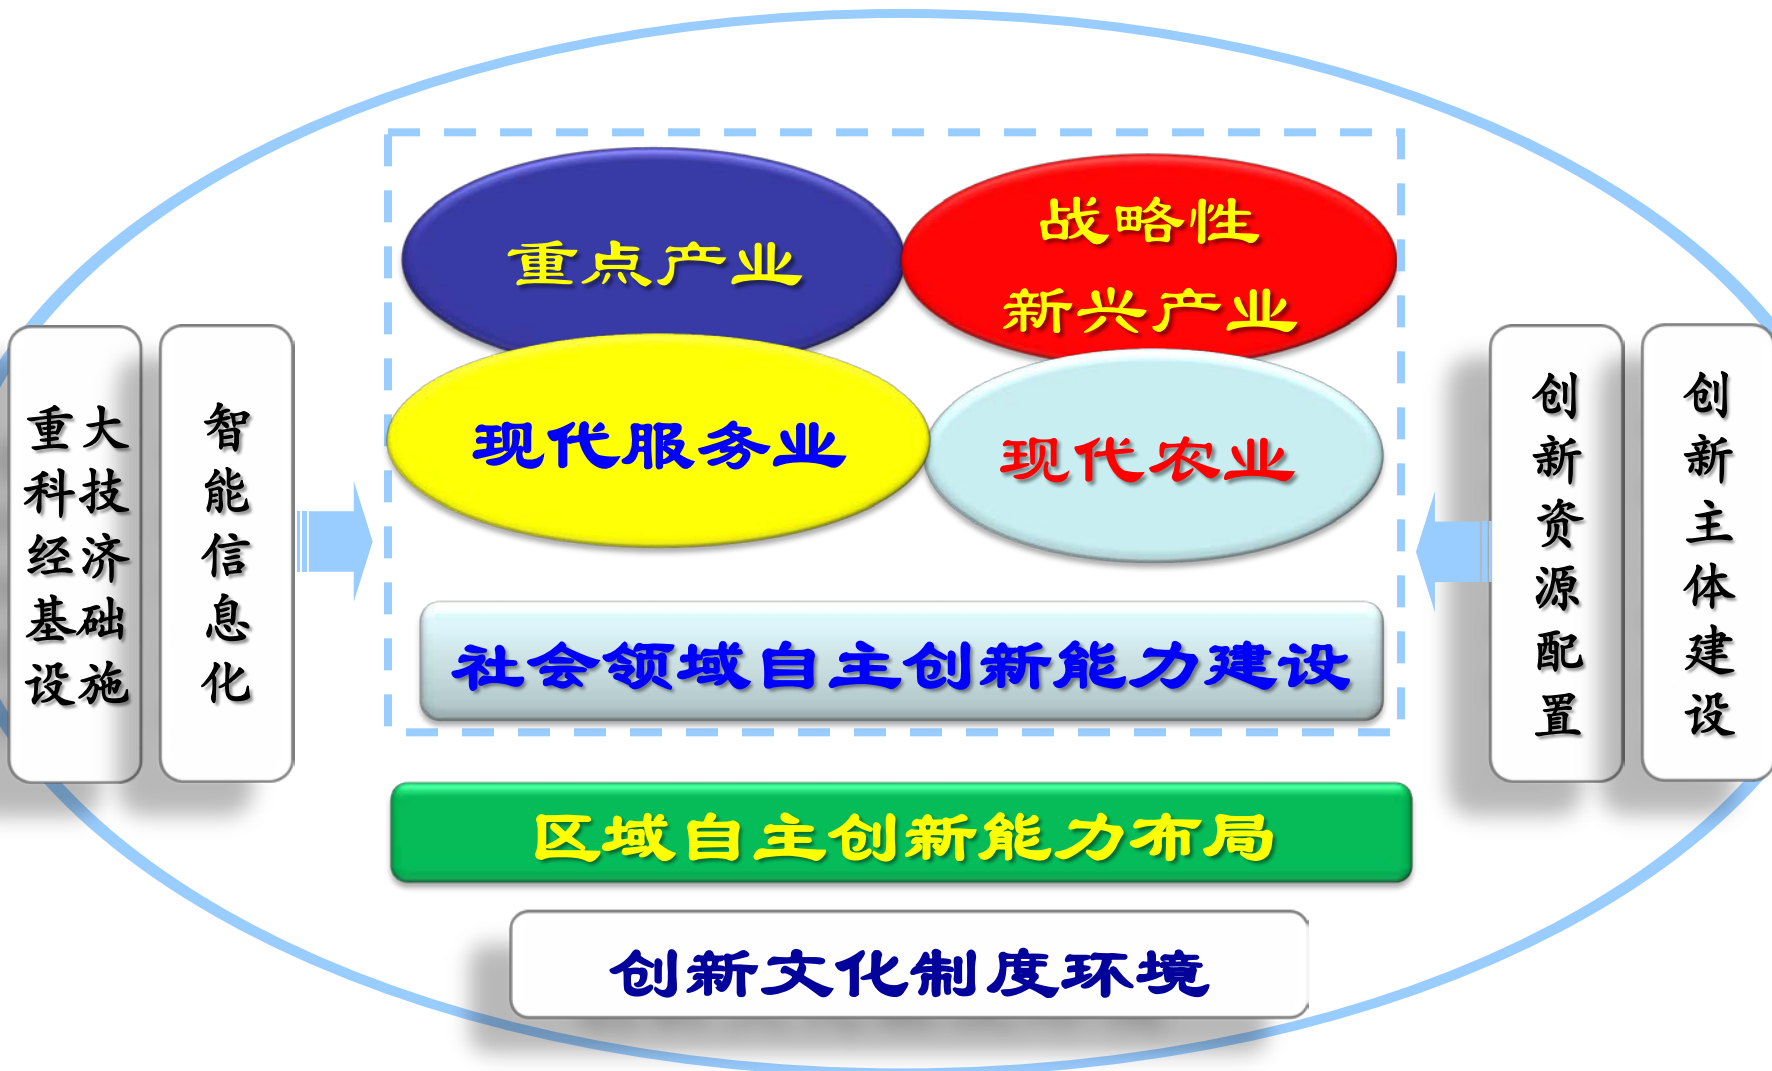 重点产业
战略性
新兴产业
现代服务业
现代农业
社会领域自主创新能力建设
区域自主创新能力布局
创新文化制度环境
重大
科技
经济
基础
设施
智能信息化
创新资源配置
创新主体建设